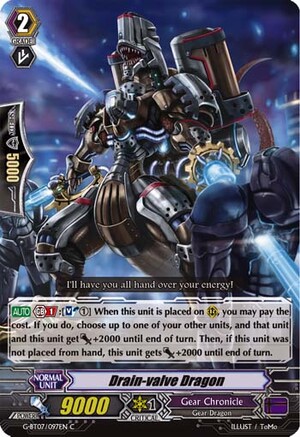 2
GRADE
SHIELD
5000
I'll have you all hand over your energy!
AUTO GB 1 : When this unit is placed on , you may pay the
cost. If you do, choose up to one of your other units, and that unit
and this unit get +2000 until end of turn. Then, if this unit was
not placed from hand, this unit gets +2000 until end of turn.
NORMAL UNIT
Drain-valve Dragon
POWER
9000
1
CRITICAL
Gear Chronicle
Gear Dragon
G-BT07/097EN C
ILLUST / ToMo